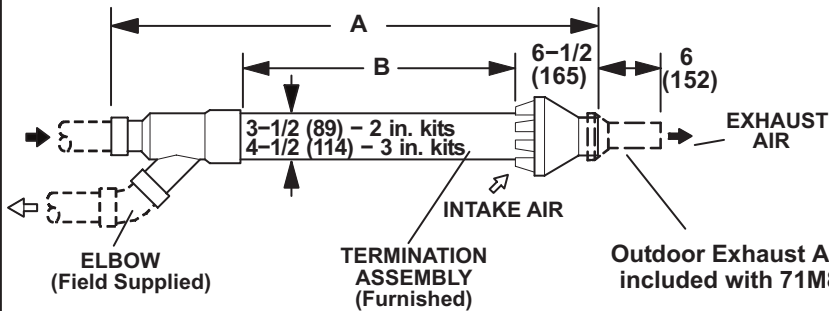 A
B
6−1/2
(165)
6
(152)
3−1/2 (89) − 2 in. kits
4−1/2 (114) − 3 in. kits
EXHAUST
AIR
INTAKE AIR
ELBOW
(Field Supplied)
TERMINATION
ASSEMBLY
(Furnished)
Outdoor Exhaust
included with